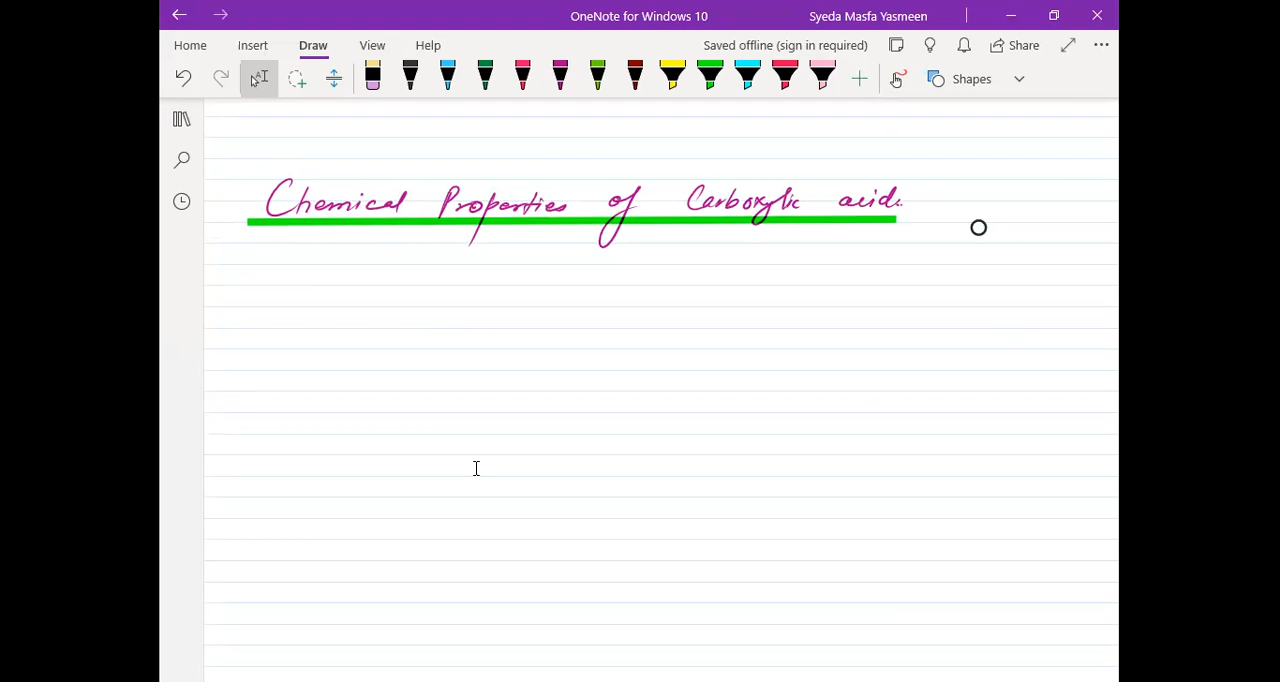 OneNote for Windows 10 Syeda Masfa Yasmeen
Home Insert Draw View Help Saved offline (sign in required) Share
Shapes
Chemical Properties of Carboxylic acid.